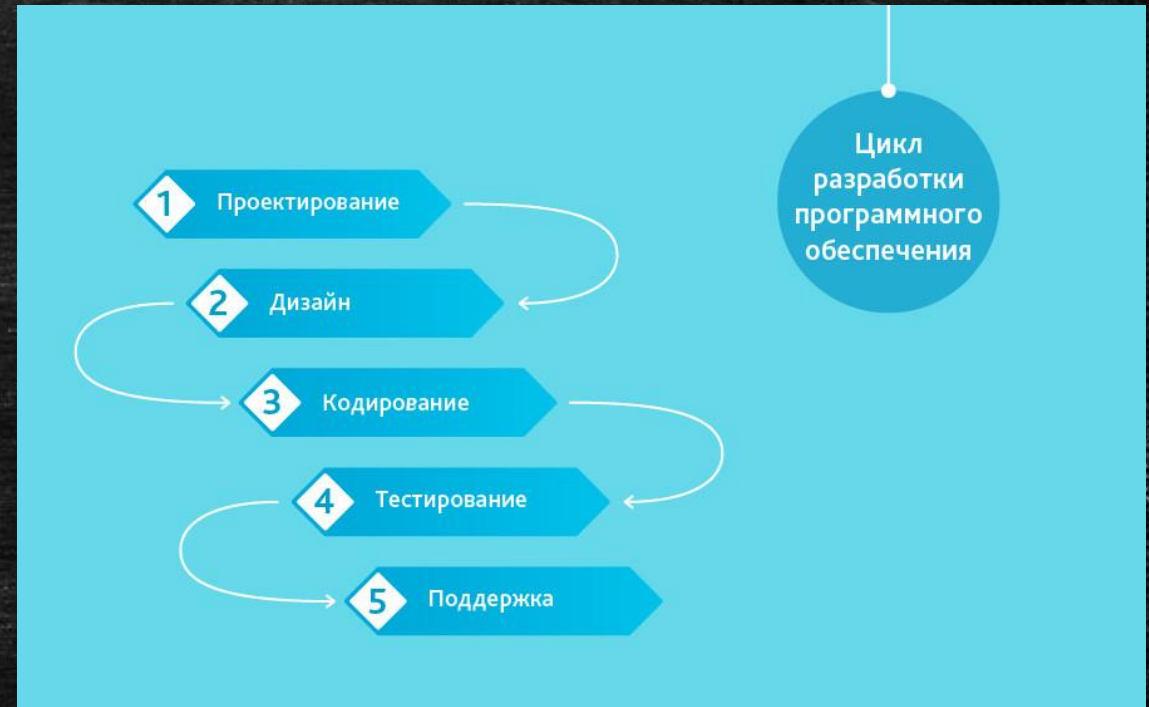 Цикл
разработки
программного
обеспечения
1 Проектирование
2 Дизайн
3 Кодирование
4 Тестирование
5 Поддержка